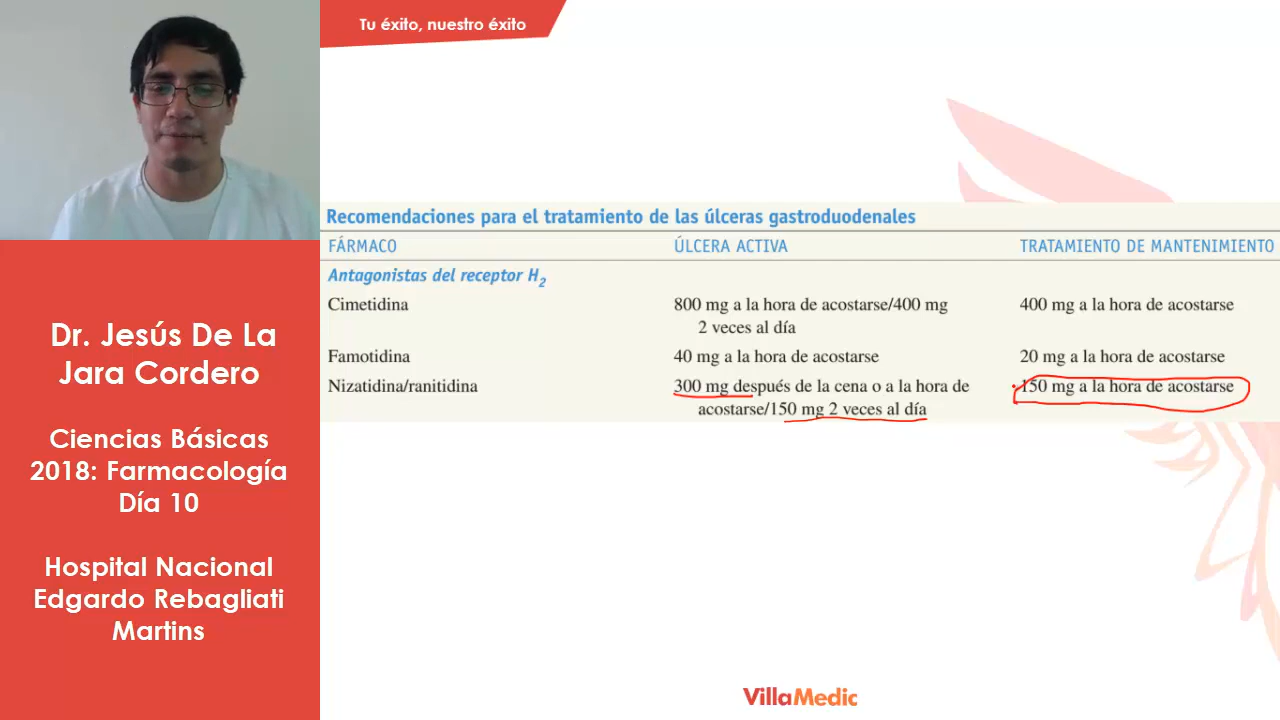 Tu éxito, nuestro éxito
Dr. Jesús De La
Jara Cordero
Ciencias Básicas
2018: Farmacología
Día 10
Hospital Nacional
Edgardo Rebagliati
Martins
Recomendaciones para el tratamiento de las úlceras gastroduodenales
FÁRMACO ÚLCERA ACTIVA TRATAMIENTO DE MANTENIMIENTO
Antagonistas del receptor H2
Cimetidina 800 mg a la hora de acostarse/400 mg 400 mg a la hora de acostarse
2 veces al día
Famotidina 40 mg a la hora de acostarse 20 mg a la hora de acostarse
Nizatidina/ranitidina 300 mg después de la cena o a la hora de 150 mg a la hora de acostarse
acostarse/150 mg 2 veces al día
VillaMedic